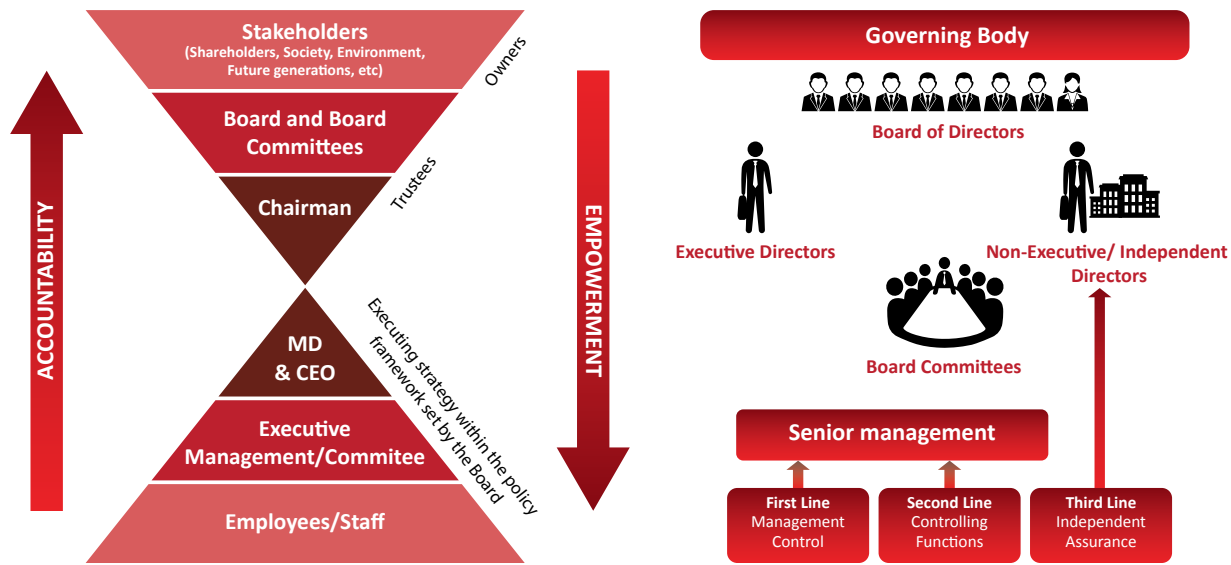 Stakeholders
(Shareholders, Society, Environment,
Future generations, etc)
Board and Board
Committees
Chairman
MD
& CEO
Executive
Management/Commitee
Employees/Staff
ACCOUNTABILITY
Owners
Trustees
Executing strategy within the policy
framework set by the Board
EMPOWERMENT
Governing Body
Board of Directors
Executive Directors
Non-Executive/ Independent
Directors
Board Committees
Senior management
First Line
Management
Control
Second Line
Controlling
Functions
Third Line
Independent
Assurance